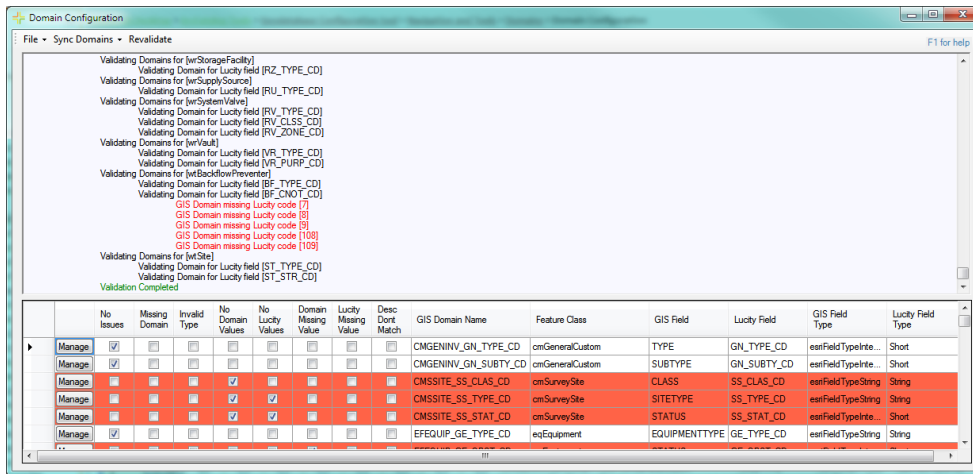 Domain Configuration
File Sync Domains Revalidate
F1 for help
Validating Domains for [wrStorageFacility]
Validating Domain for Lucity field [RZ_TYPE_CD]
Validating Domains for [wrSupplySource]
Validating Domain for Lucity field [RU_TYPE_CD]
Validating Domains for [wrSystemValve]
Validating Domain for Lucity field [RV_TYPE_CD]
Validating Domain for Lucity field [RV_CLSS_CD]
Validating Domain for Lucity field [RV_ZONE_CD]
Validating Domains for [wrVault]
Validating Domain for Lucity field [VR_TYPE_CD]
Validating Domain for Lucity field [VR_PURP_CD]
Validating Domains for [wtBackflowPreventer]
Validating Domain for Lucity field [BF_TYPE_CD]
Validating Domain for Lucity field [BF_CNOT_CD]
GIS Domain missing Lucity code [7]
GIS Domain missing Lucity code [8]
GIS Domain missing Lucity code [9]
GIS Domain missing Lucity code [108]
GIS Domain missing Lucity code [109]
Validating Domains for [wtSite]
Validating Domain for Lucity field [ST_TYPE_CD]
Validating Domain for Lucity field [ST_STR_CD]
Validation Completed
No Issues Missing Domain Invalid Type No Domain Values No Lucity Values Domain Missing Value Lucity Missing Value Desc Dont Match GIS Domain Name Feature Class GIS Field Lucity Field GIS Field Type Lucity Field Type
Manage CMGENINV_GN_TYPE_CD cmGeneralCustom TYPE GN_TYPE_CD esriFieldTypeInte... Short
Manage CMGENINV_GN_SUBTY_CD cmGeneralCustom SUBTYPE GN_SUBTY_CD esriFieldTypeInte... Short
Manage CMSSITE_SS_CLAS_CD cmSurveySite CLASS SS_CLAS_CD esriFieldTypeString String
Manage CMSSITE_SS_TYPE_CD cmSurveySite SITETYPE SS_TYPE_CD esriFieldTypeString String
Manage CMSSITE_SS_STAT_CD cmSurveySite STATUS SS_STAT_CD esriFieldTypeInte... Short
Manage EFEQUIP_GE_TYPE_CD eqEquipment EQUIPMENTTYPE GE_TYPE_CD esriFieldTypeString String